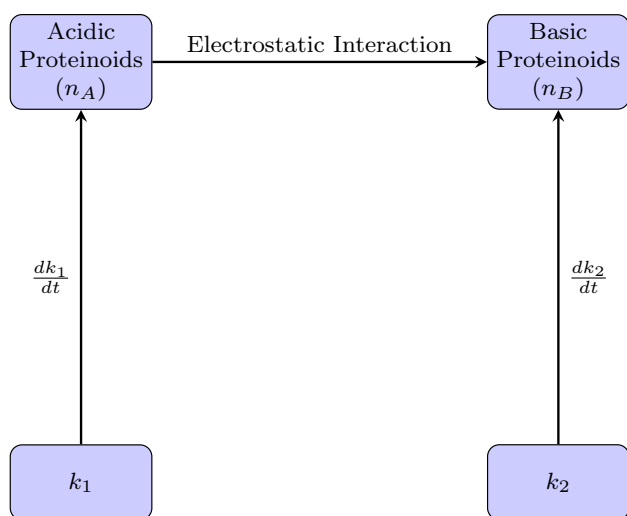 Acidic
Proteinoids
(n_A)
Electrostatic Interaction
Basic
Proteinoids
(n_B)
dk_1/dt
dk_2/dt
k_1
k_2